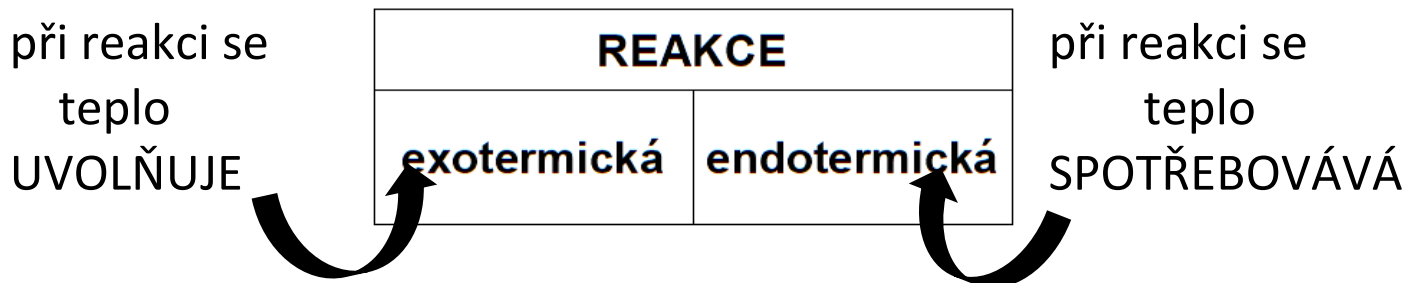 při reakci se
teplo
UVOLŇUJE
REAKCE
exotermická endotermická
při reakci se
teplo
SPOTŘEBOVÁVÁ